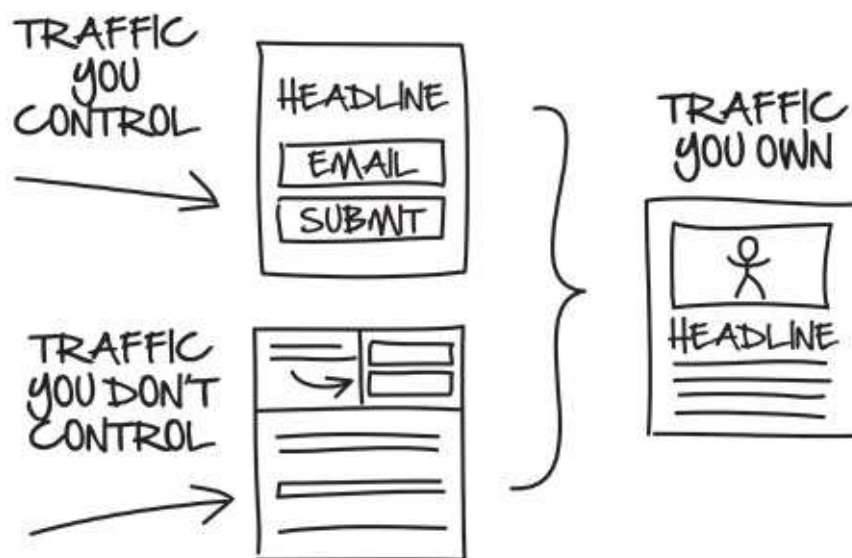 TRAFFIC
YOU
CONTROL
HEADLINE
EMAIL
SUBMIT
TRAFFIC
YOU DON'T
CONTROL
TRAFFIC
YOU OWN
HEADLINE